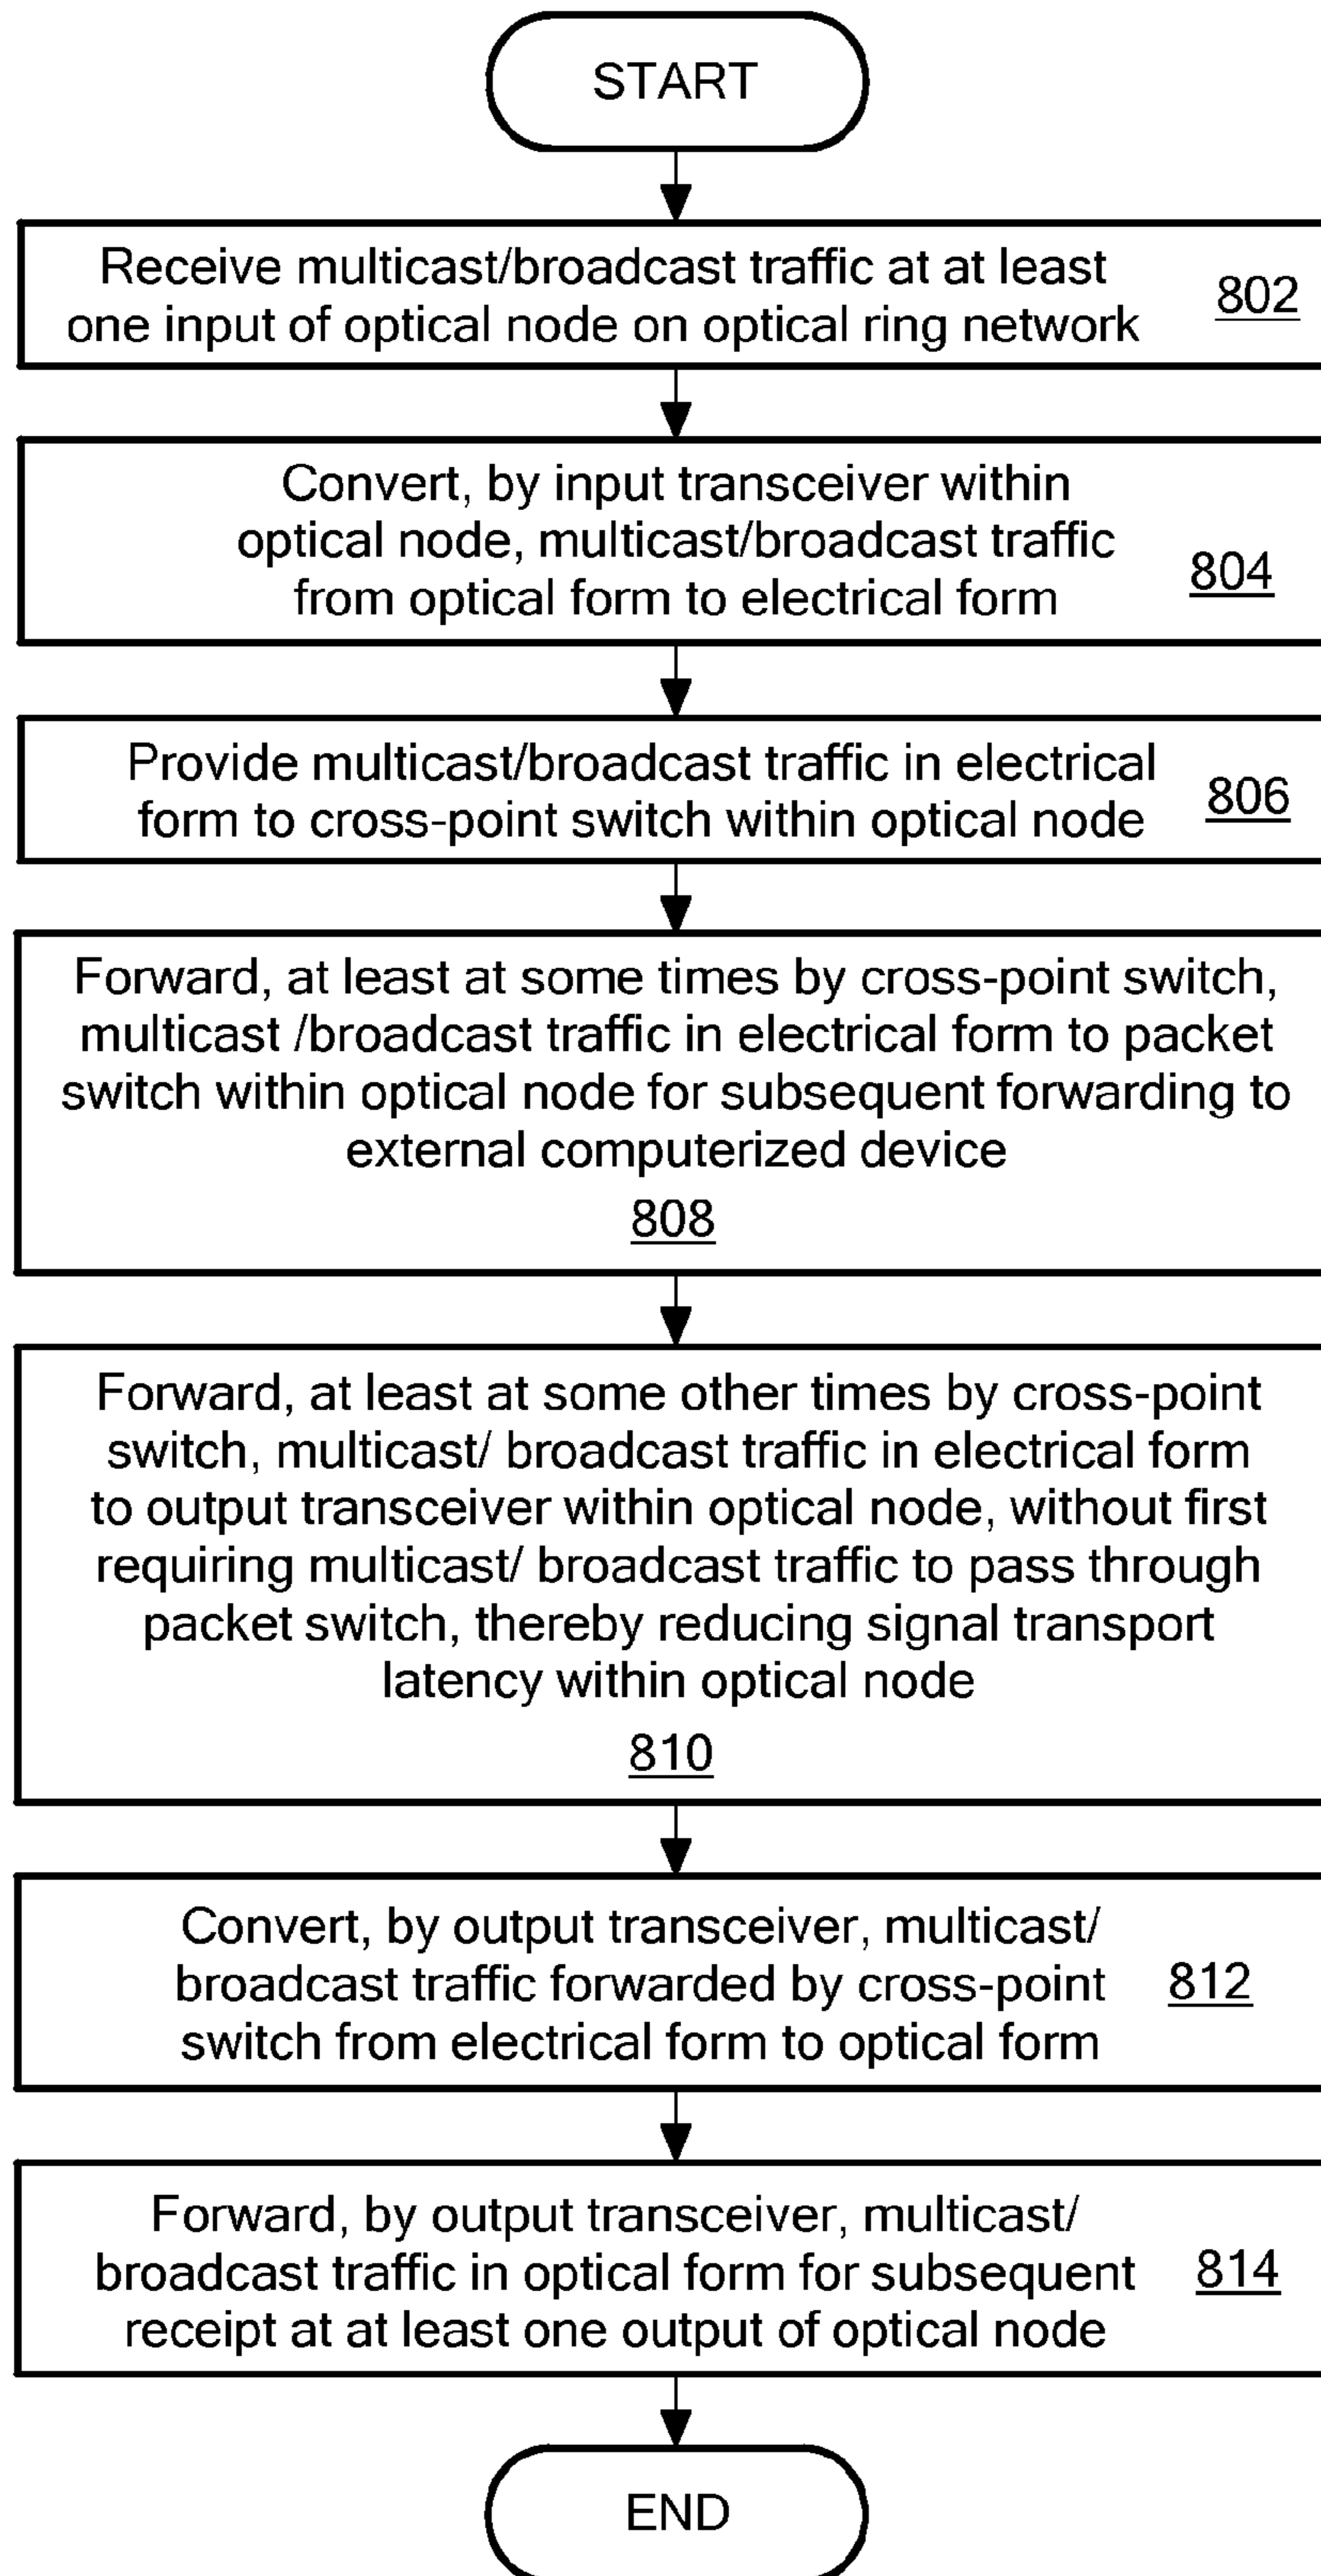 START
Receive multicast/broadcast traffic at at least
one input of optical node on optical ring network
802
Convert, by input transceiver within
optical node, multicast/broadcast traffic
from optical form to electrical form
804
Provide multicast/broadcast traffic in electrical
form to cross-point switch within optical node
806
Forward, at least at some times by cross-point switch,
multicast /broadcast traffic in electrical form to packet
switch within optical node for subsequent forwarding to
external computerized device
808
Forward, at least at some other times by cross-point
switch, multicast/ broadcast traffic in electrical form
to output transceiver within optical node, without first
requiring multicast/ broadcast traffic to pass through
packet switch, thereby reducing signal transport
latency within optical node
810
Convert, by output transceiver, multicast/
broadcast traffic forwarded by cross-point
switch from electrical form to optical form
812
Forward, by output transceiver, multicast/
broadcast traffic in optical form for subsequent
receipt at at least one output of optical node
814
END